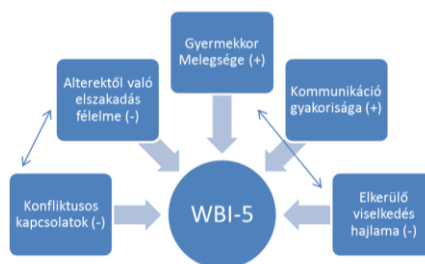 Gyermekkor
Melegsége (+)
Alterektől való
elszakadás
félelme (-)
Kommunikáció
gyakorisága (+)
Konfliktusos
kapcsolatok (-)
WBI-5
Elkerülő
viselkedés
hajlama (-)